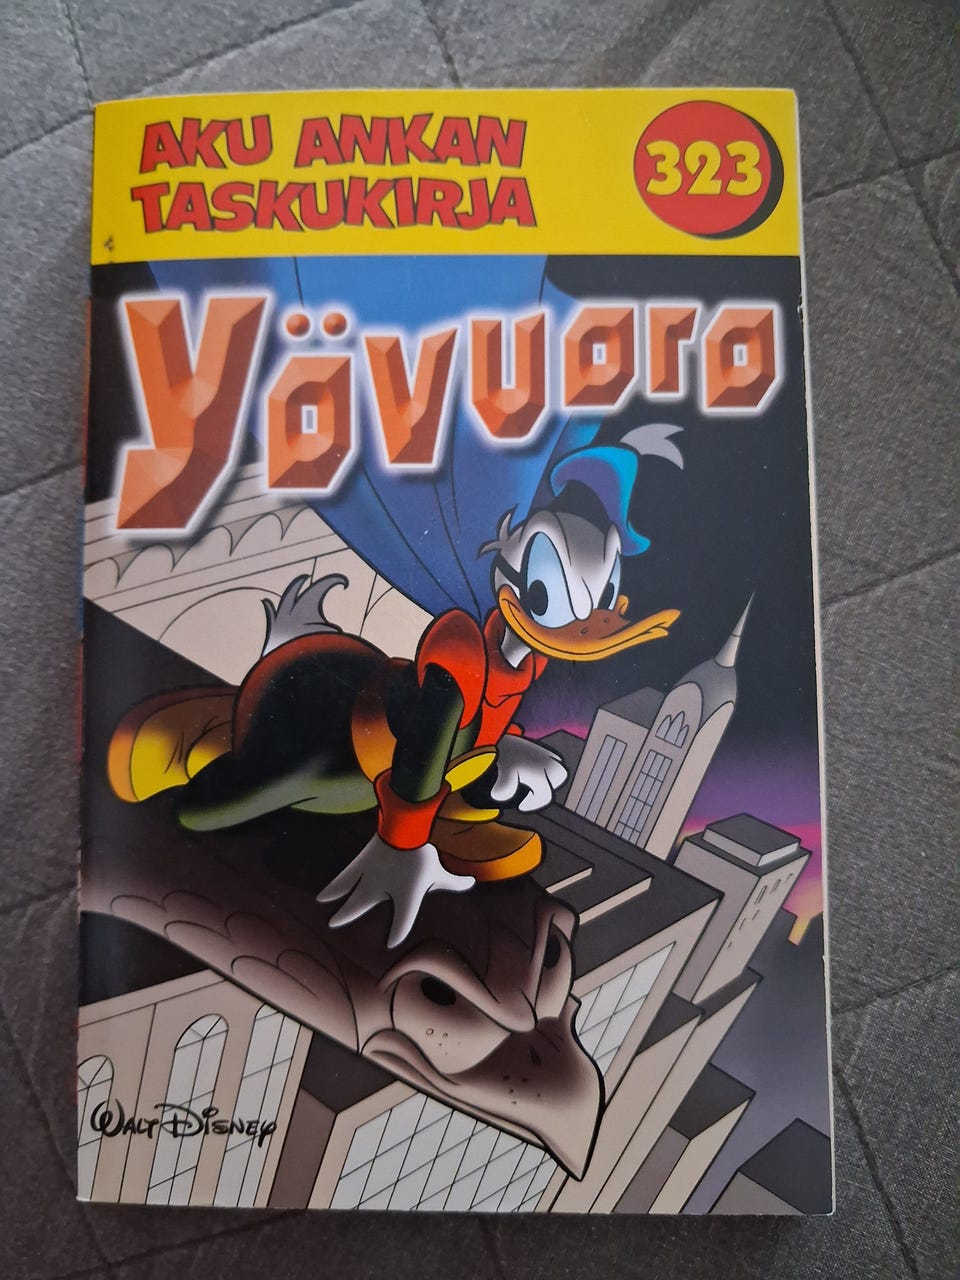 AKU ANKAN
TASKUKIRJA
323
Yövuoro
WALT DISNEY